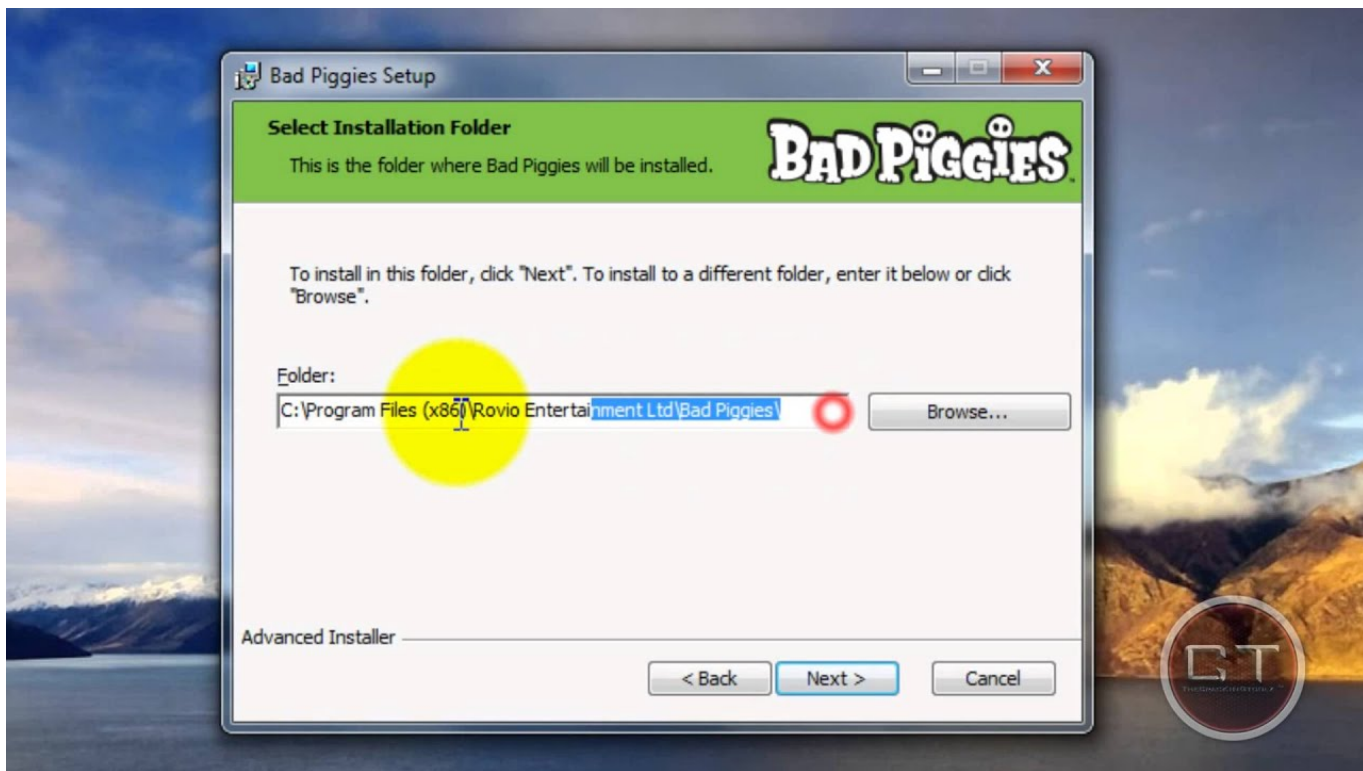 Bad Piggies Setup
Select Installation Folder
This is the folder where Bad Piggies will be installed.
BAD PIGGIES
To install in this folder, click "Next". To install to a different folder, enter it below or click
"Browse".
Folder:
C:\Program Files (x86)\Rovio Entertainment Ltd\Bad Piggies\
Browse...
Advanced Installer
< Back
Next >
Cancel
GT